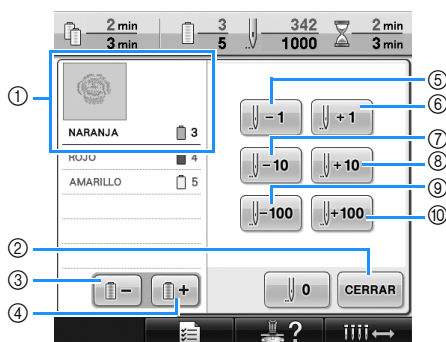 2 min 3 342 2 min
3 min 5 1000 3 min
①
NARANJA 3
ROJO 4
AMARILLO 5
-1 +1
-10 +10
-100 +100
⑤
⑥
⑦
⑧
⑨
⑩
②
③
④
- + 0 CERRAR
?